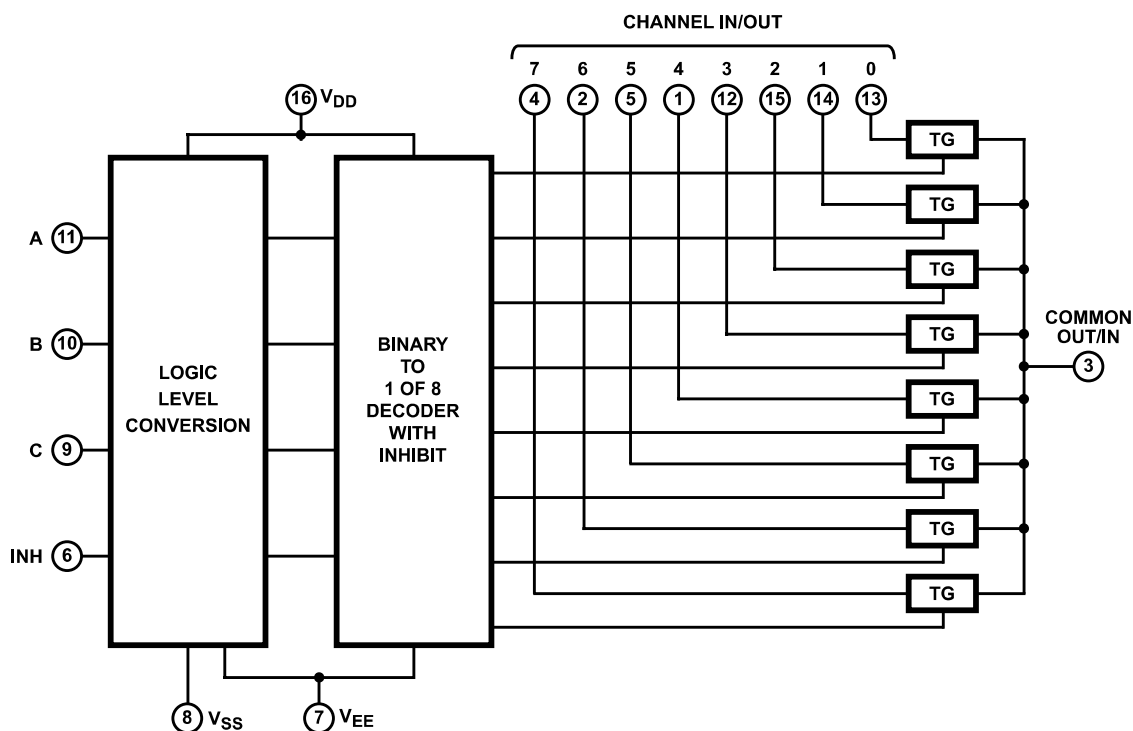 CHANNEL IN/OUT
7 6 5 4 3 2 1 0
4 2 5 1 12 15 14 13
16 VDD
TG
TG
A 11
TG
TG
COMMON
OUT/IN
3
B 10
BINARY
TO
1 OF 8
DECODER
WITH
INHIBIT
LOGIC
LEVEL
CONVERSION
TG
C 9
TG
TG
INH 6
TG
8 VSS
7 VEE